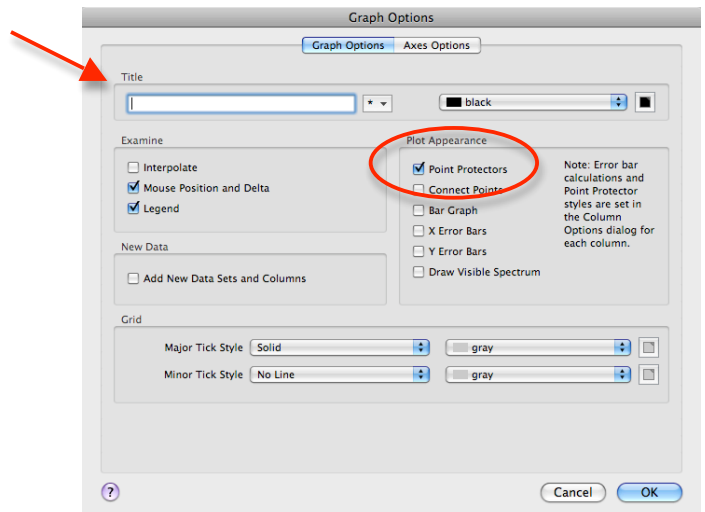 Graph Options
Graph Options Axes Options
Title
* black
Examine
Interpolate
Mouse Position and Delta
Legend
Plot Appearance
Point Protectors
Connect Points
Bar Graph
X Error Bars
Y Error Bars
Draw Visible Spectrum
Note: Error bar
calculations and
Point Protector
styles are set in
the Column
Options dialog for
each column.
New Data
Add New Data Sets and Columns
Grid
Major Tick Style Solid gray
Minor Tick Style No Line gray
? Cancel OK